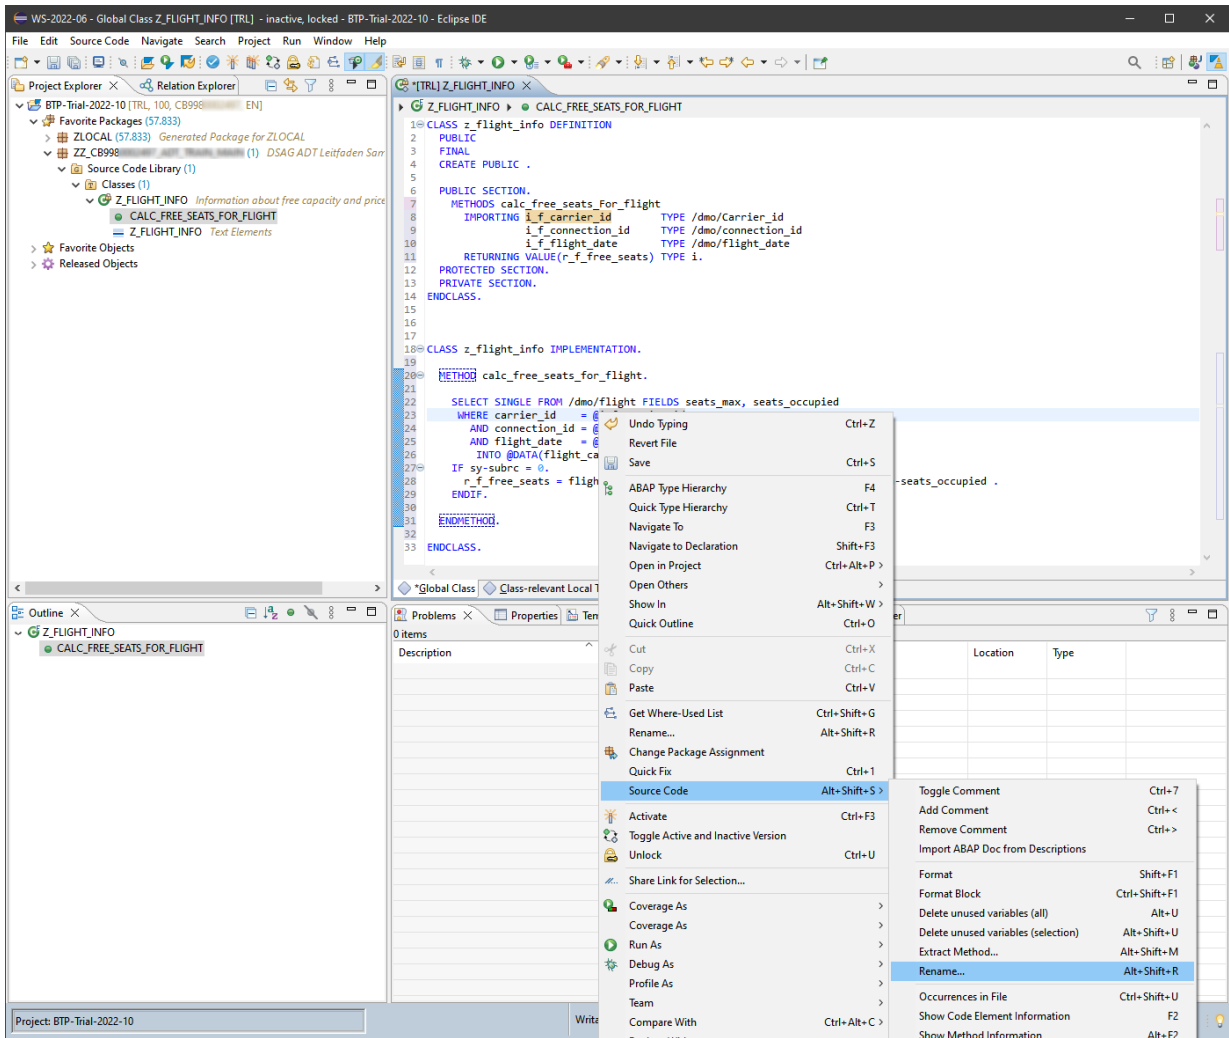 WS-2022-06 - Global Class Z_FLIGHT_INFO [TRL] - inactive, locked - BTP-Trial-2022-10 - Eclipse IDE
File Edit Source Code Navigate Search Project Run Window Help
Project Explorer
Relation Explorer
BTP-Trial-2022-10 [TRL, 100, CB998 EN]
Favorite Packages (57.833)
ZLOCAL (57.833) Generated Package for ZLOCAL
ZZ_CB998 (1) DSAG ADT Leitfaden Sam
Source Code Library (1)
Classes (1)
Z_FLIGHT_INFO Information about free capacity and price
CALC_FREE_SEATS_FOR_FLIGHT
Z_FLIGHT_INFO Text Elements
Favorite Objects
Released Objects
*[TRL] Z_FLIGHT_INFO
Z_FLIGHT_INFO CALC_FREE_SEATS_FOR_FLIGHT
1 CLASS z_flight_info DEFINITION
2 PUBLIC
3 FINAL
4 CREATE PUBLIC .
5
6 PUBLIC SECTION.
7 METHODS calc_free_seats_For_flight
8 IMPORTING i_f_carrier_id TYPE /dmo/Carrier_id
9 i_f_connection_id TYPE /dmo/connection_id
10 i_f_flight_date TYPE /dmo/flight_date
11 RETURNING VALUE(r_f_free_seats) TYPE i.
12 PROTECTED SECTION.
13 PRIVATE SECTION.
14 ENDCLASS.
15
16
17
18 CLASS z_flight_info IMPLEMENTATION.
19
20 METHOD calc_free_seats_for_flight.
21
22 SELECT SINGLE FROM /dmo/flight FIELDS seats_max, seats_occupied
23 WHERE carrier_id = @
24 AND connection_id = @
25 AND flight_date = @
26 INTO @DATA(flight_ca
27 IF sy-subrc = 0.
28 r_f_free_seats = fligh -seats_occupied .
29 ENDIF.
30
31 ENDMETHOD.
32
33 ENDCLASS.
*Global Class
Class-relevant Local T
Outline
Z_FLIGHT_INFO
CALC_FREE_SEATS_FOR_FLIGHT
Problems
Properties
Tem
er
0 items
Description Location Type
Undo Typing Ctrl+Z
Revert File
Save Ctrl+S
ABAP Type Hierarchy F4
Quick Type Hierarchy Ctrl+T
Navigate To F3
Navigate to Declaration Shift+F3
Open in Project Ctrl+Alt+P >
Open Others >
Show In Alt+Shift+W >
Quick Outline Ctrl+O
Cut Ctrl+X
Copy Ctrl+C
Paste Ctrl+V
Get Where-Used List Ctrl+Shift+G
Rename... Alt+Shift+R
Change Package Assignment
Quick Fix Ctrl+1
Source Code Alt+Shift+S >
Activate Ctrl+F3
Toggle Active and Inactive Version
Unlock Ctrl+U
Share Link for Selection...
Coverage As >
Coverage As >
Run As >
Debug As >
Profile As >
Team >
Compare With Ctrl+Alt+C >
Toggle Comment Ctrl+7
Add Comment Ctrl+<
Remove Comment Ctrl+>
Import ABAP Doc from Descriptions
Format Shift+F1
Format Block Ctrl+Shift+F1
Delete unused variables (all) Alt+U
Delete unused variables (selection) Alt+Shift+U
Extract Method... Alt+Shift+M
Rename... Alt+Shift+R
Occurrences in File Ctrl+Shift+U
Show Code Element Information F2
Show Method Information Alt+F2
Project: BTP-Trial-2022-10
Writa